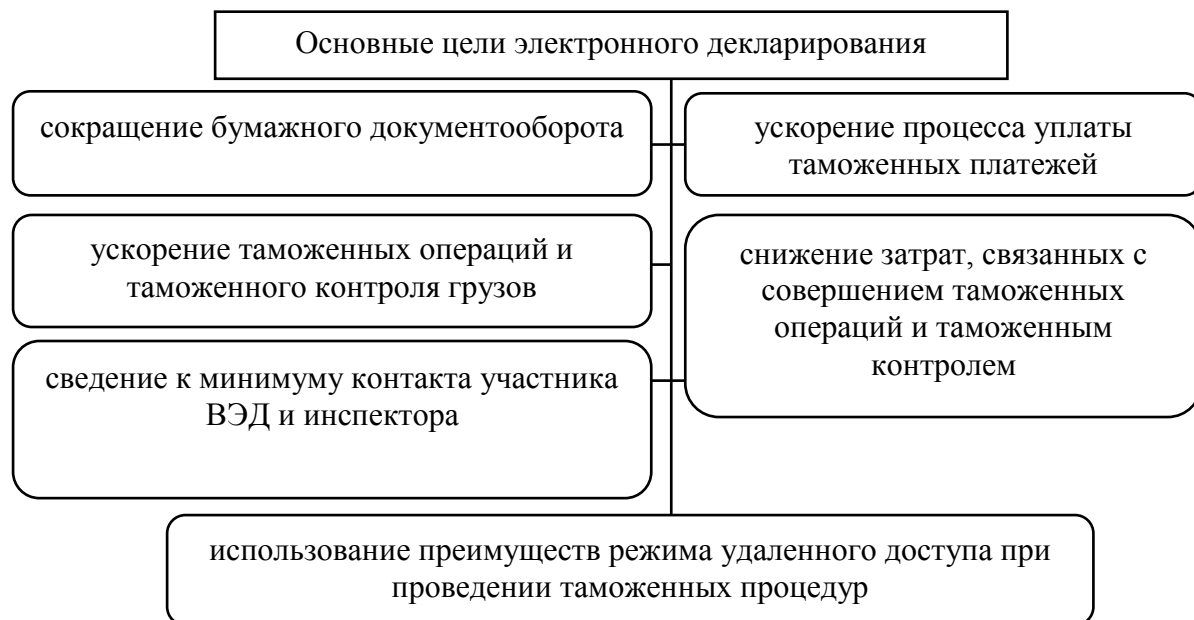 Основные цели электронного декларирования
сокращение бумажного документооборота
ускорение процесса уплаты
таможенных платежей
ускорение таможенных операций и
таможенного контроля грузов
снижение затрат, связанных с
совершением таможенных
операций и таможенным
контролем
сведение к минимуму контакта участника
ВЭД и инспектора
использование преимуществ режима удаленного доступа при
проведении таможенных процедур